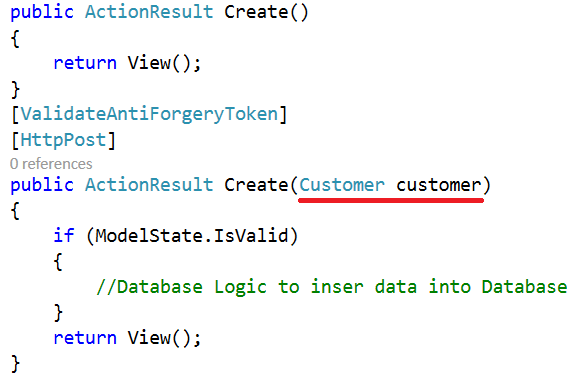 public ActionResult Create()
{
    return View();
}
[ValidateAntiForgeryToken]
[HttpPost]
0 references
public ActionResult Create(Customer customer)
{
    if (ModelState.IsValid)
    {
        //Database Logic to inser data into Database
    }
    return View();
}